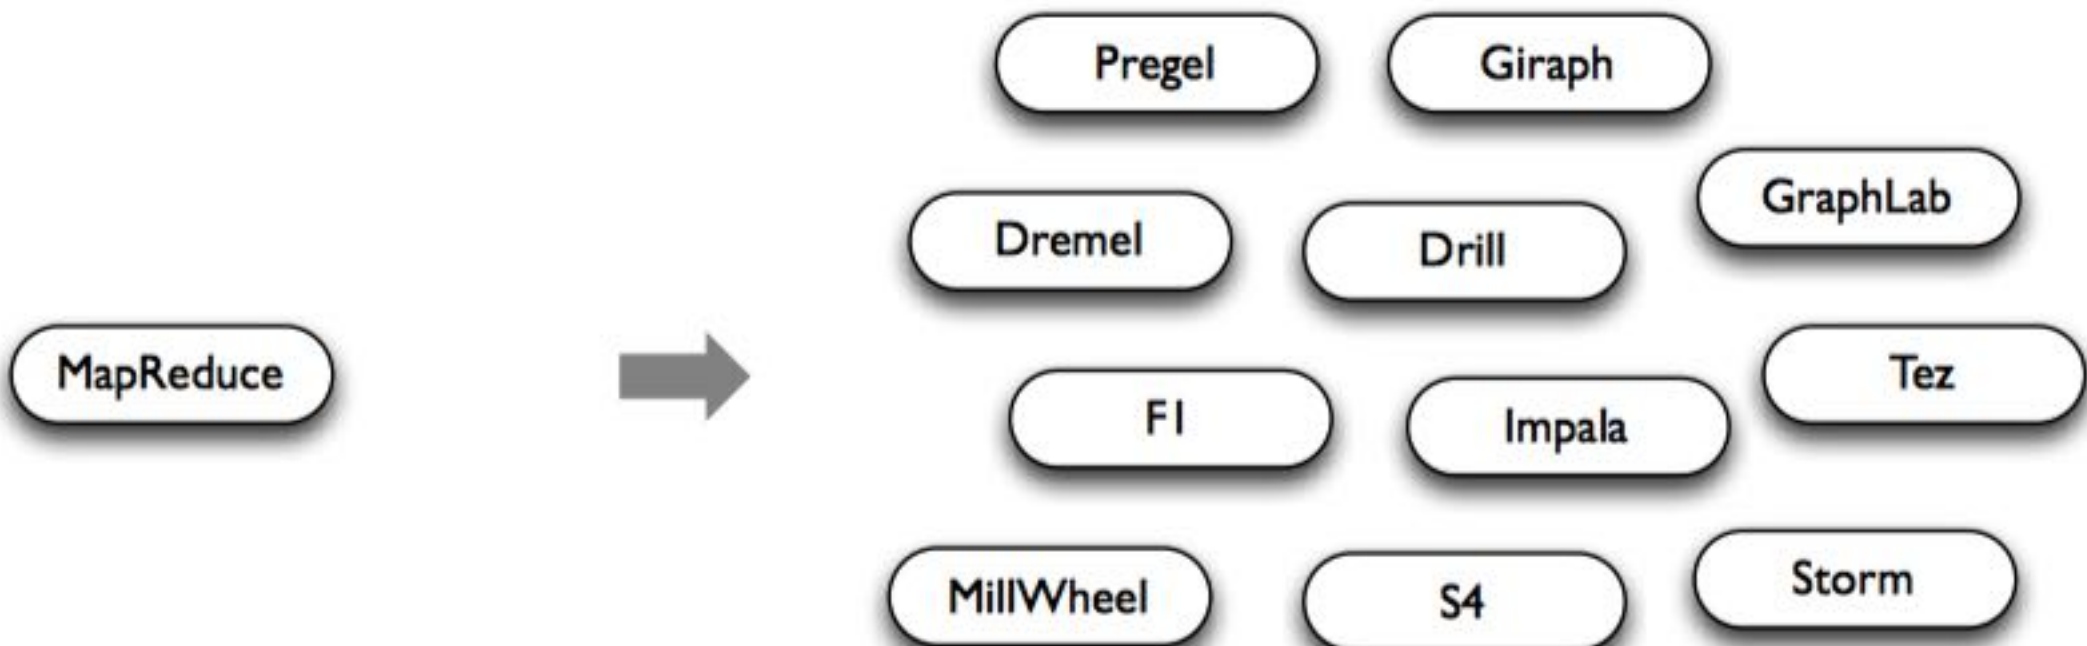 Pregel
Giraph
GraphLab
Dremel
Drill
MapReduce
Tez
F1
Impala
MillWheel
S4
Storm